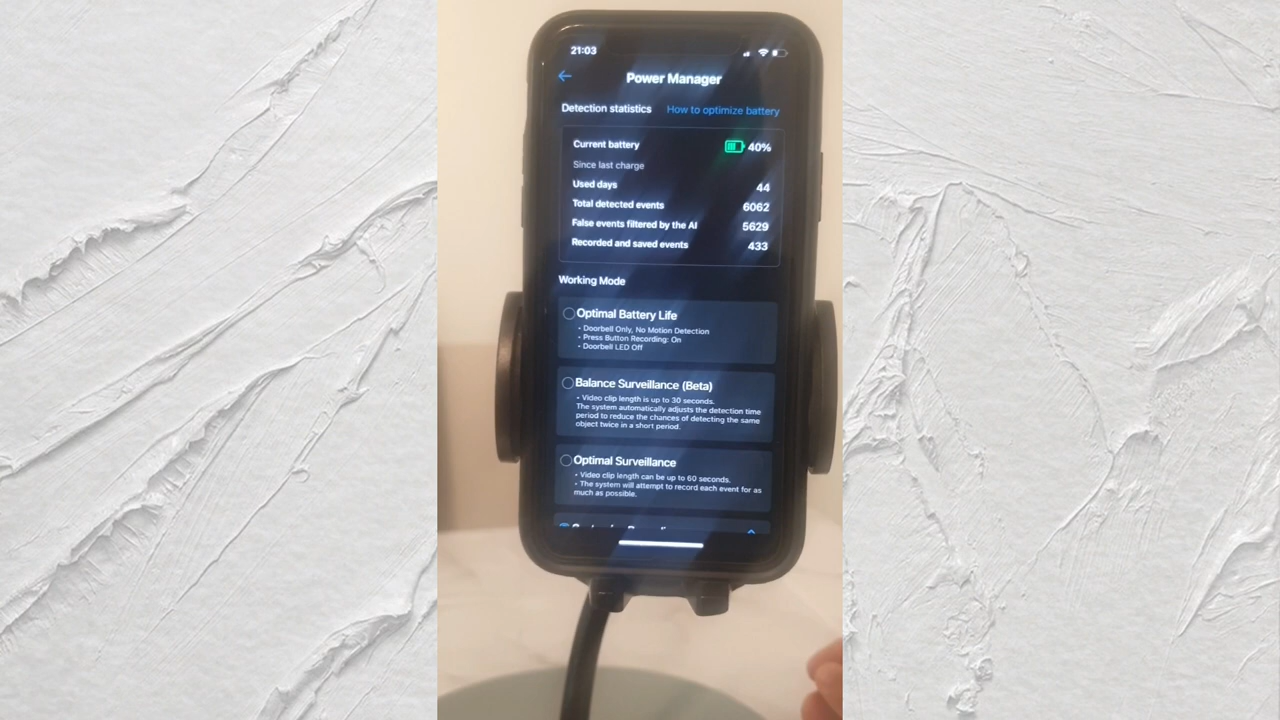 21:03
Power Manager
Detection statistics How to optimize battery
Current battery 40%
Since last charge
Used days 44
Total detected events 6062
False events filtered by the AI 5629
Recorded and saved events 433
Working Mode
Optimal Battery Life
• Doorbell Only, No Motion Detection
• Press Button Recording: On
• Doorbell LED Off
Balance Surveillance (Beta)
• Video clip length is up to 30 seconds.
The system automatically adjusts the detection time
period to reduce the chances of detecting the same
object twice in a short period.
Optimal Surveillance
• Video clip length can be up to 60 seconds.
• The system will attempt to record each event for as
much as possible.